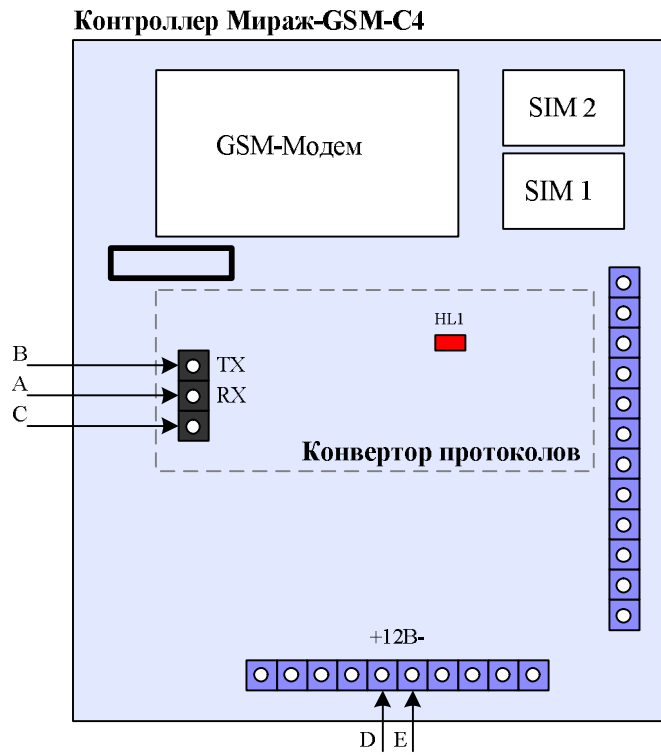 Контроллер Мираж-GSM-C4
GSM-Модем
SIM 2
SIM 1
HL1
B
TX
A
RX
C
Конвертор протоколов
+12В-
D
E